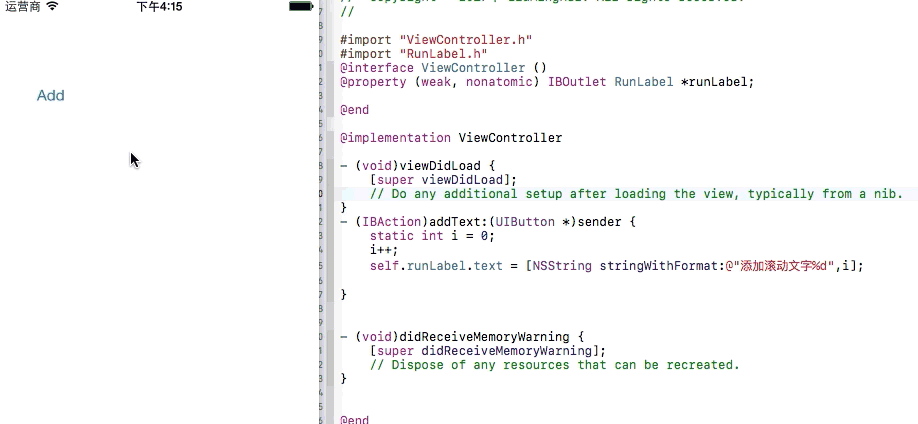 运营商
下午4:15
Add
//
#import "ViewController.h"
#import "RunLabel.h"
@interface ViewController ()
@property (weak, nonatomic) IBOutlet RunLabel *runLabel;
@end
@implementation ViewController
- (void)viewDidLoad {
    [super viewDidLoad];
    // Do any additional setup after loading the view, typically from a nib.
}
- (IBAction)addText:(UIButton *)sender {
    static int i = 0;
    i++;
    self.runLabel.text = [NSString stringWithFormat:@"添加滚动文字%d",i];
}
- (void)didReceiveMemoryWarning {
    [super didReceiveMemoryWarning];
    // Dispose of any resources that can be recreated.
}
@end